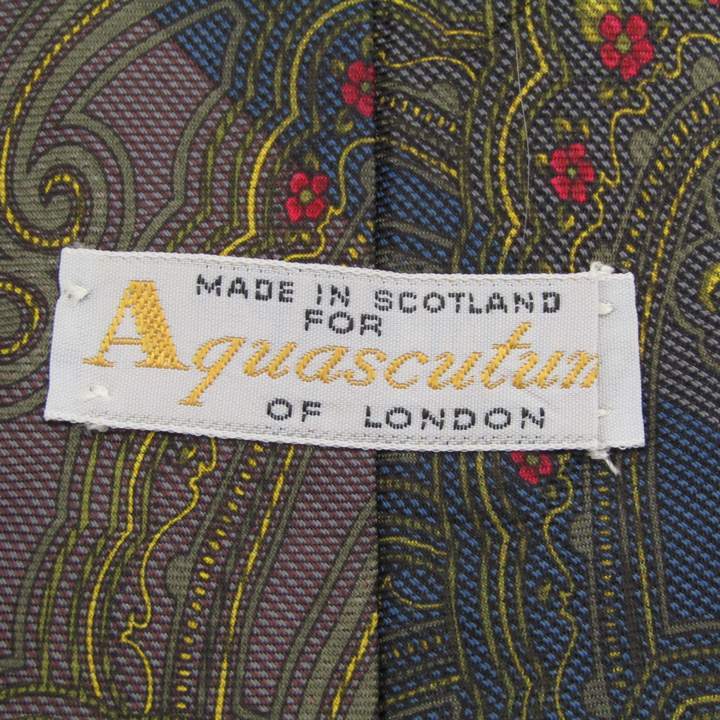 MADE IN SCOTLAND
FOR
Aquascutum
OF LONDON